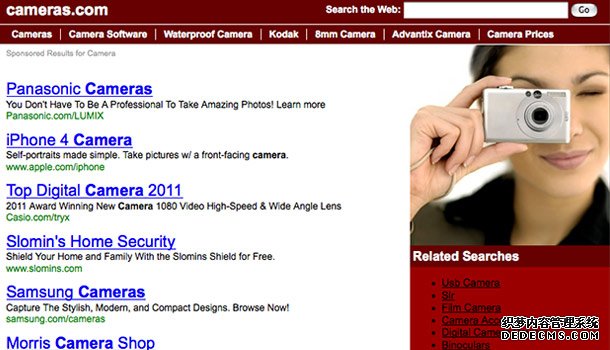 cameras.com
Search the Web: Go
Cameras | Camera Software | Waterproof Camera | Kodak | 8mm Camera | Advantix Camera | Camera Prices
Sponsored Results for Camera
Panasonic Cameras
You Don't Have To Be A Professional To Take Amazing Photos! Learn more
Panasonic.com/LUMIX
iPhone 4 Camera
Self-portraits made simple. Take pictures w/ a front-facing camera.
www.apple.com/iphone
Top Digital Camera 2011
2011 Award Winning New Camera 1080 Video High-Speed & Wide Angle Lens
Casio.com/tryx
Slomin's Home Security
Shield Your Home and Family With the Slomins Shield for Free.
www.slomins.com
Samsung Cameras
Capture The Stylish, Modern, and Compact Designs. Browse Now!
samsung.com/cameras
Morris Camera Shop
Related Searches
Usb Camera
Slr
Film Camera
Camera Acc
Digital Came
Binoculars
织梦内容管理系统
DEDECMS.COM